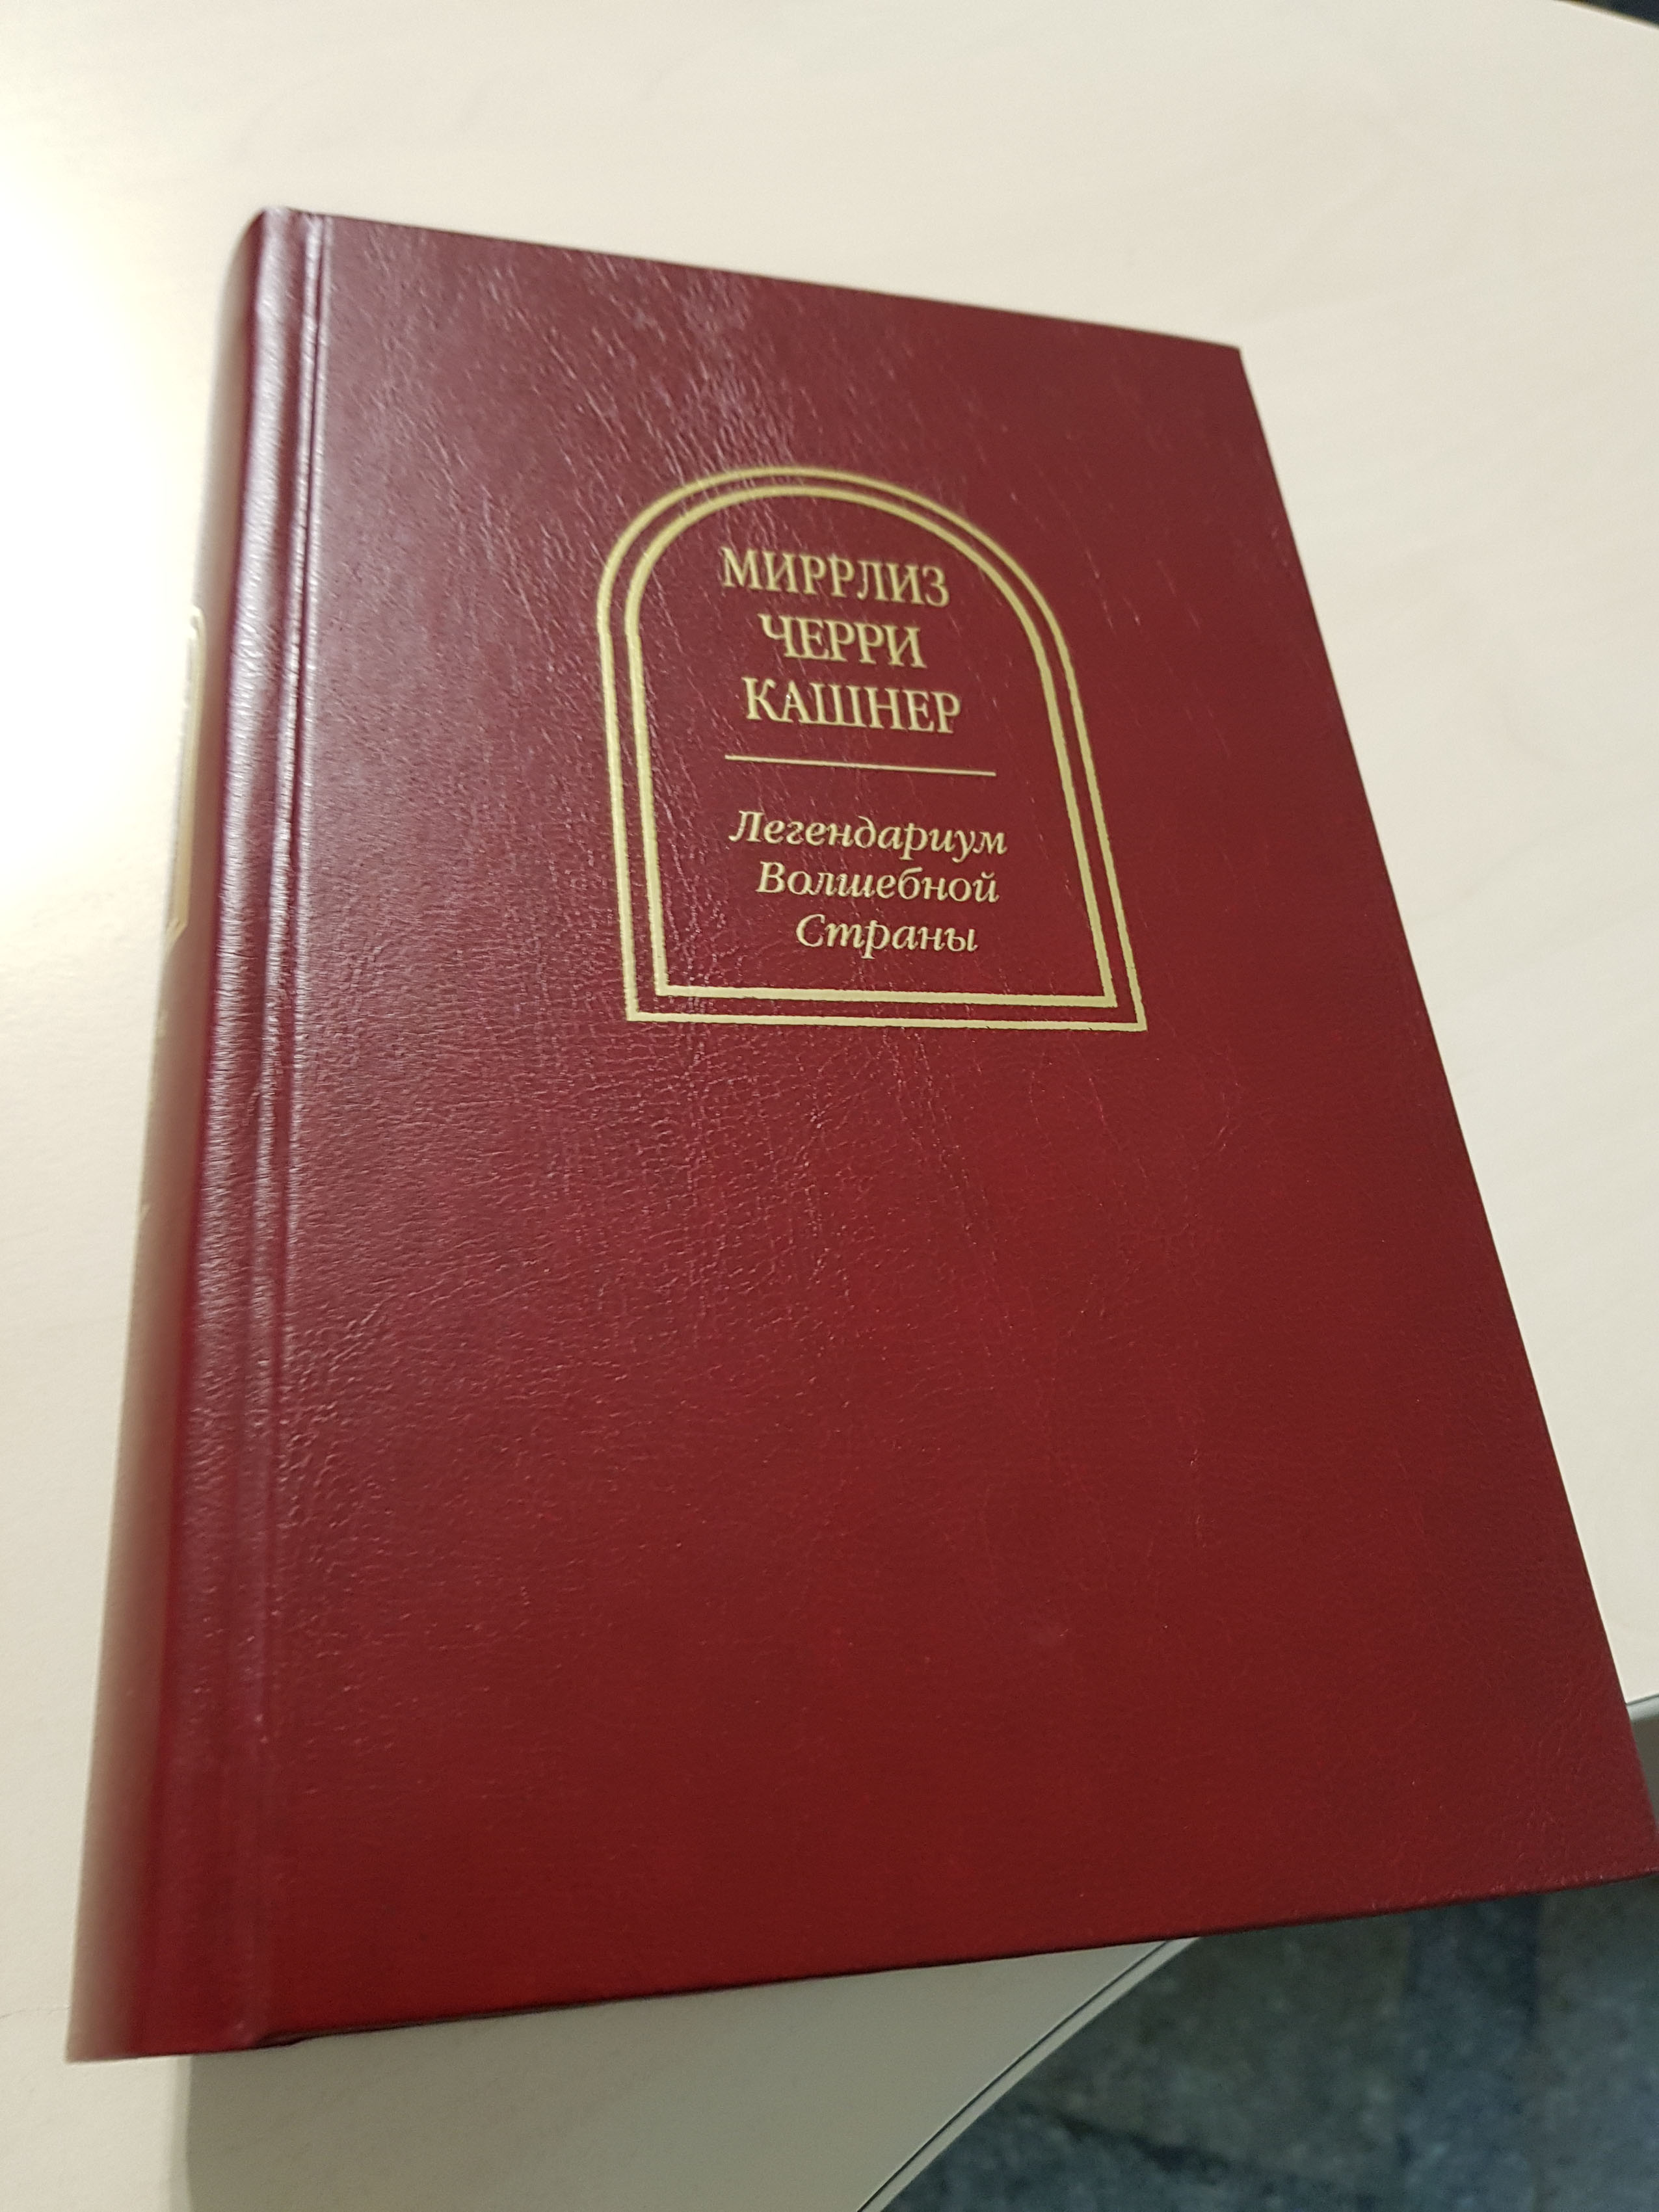 МИРРЛИЗ
ЧЕРРИ
КАШНЕР
Легендариум
Волшебной
Страны